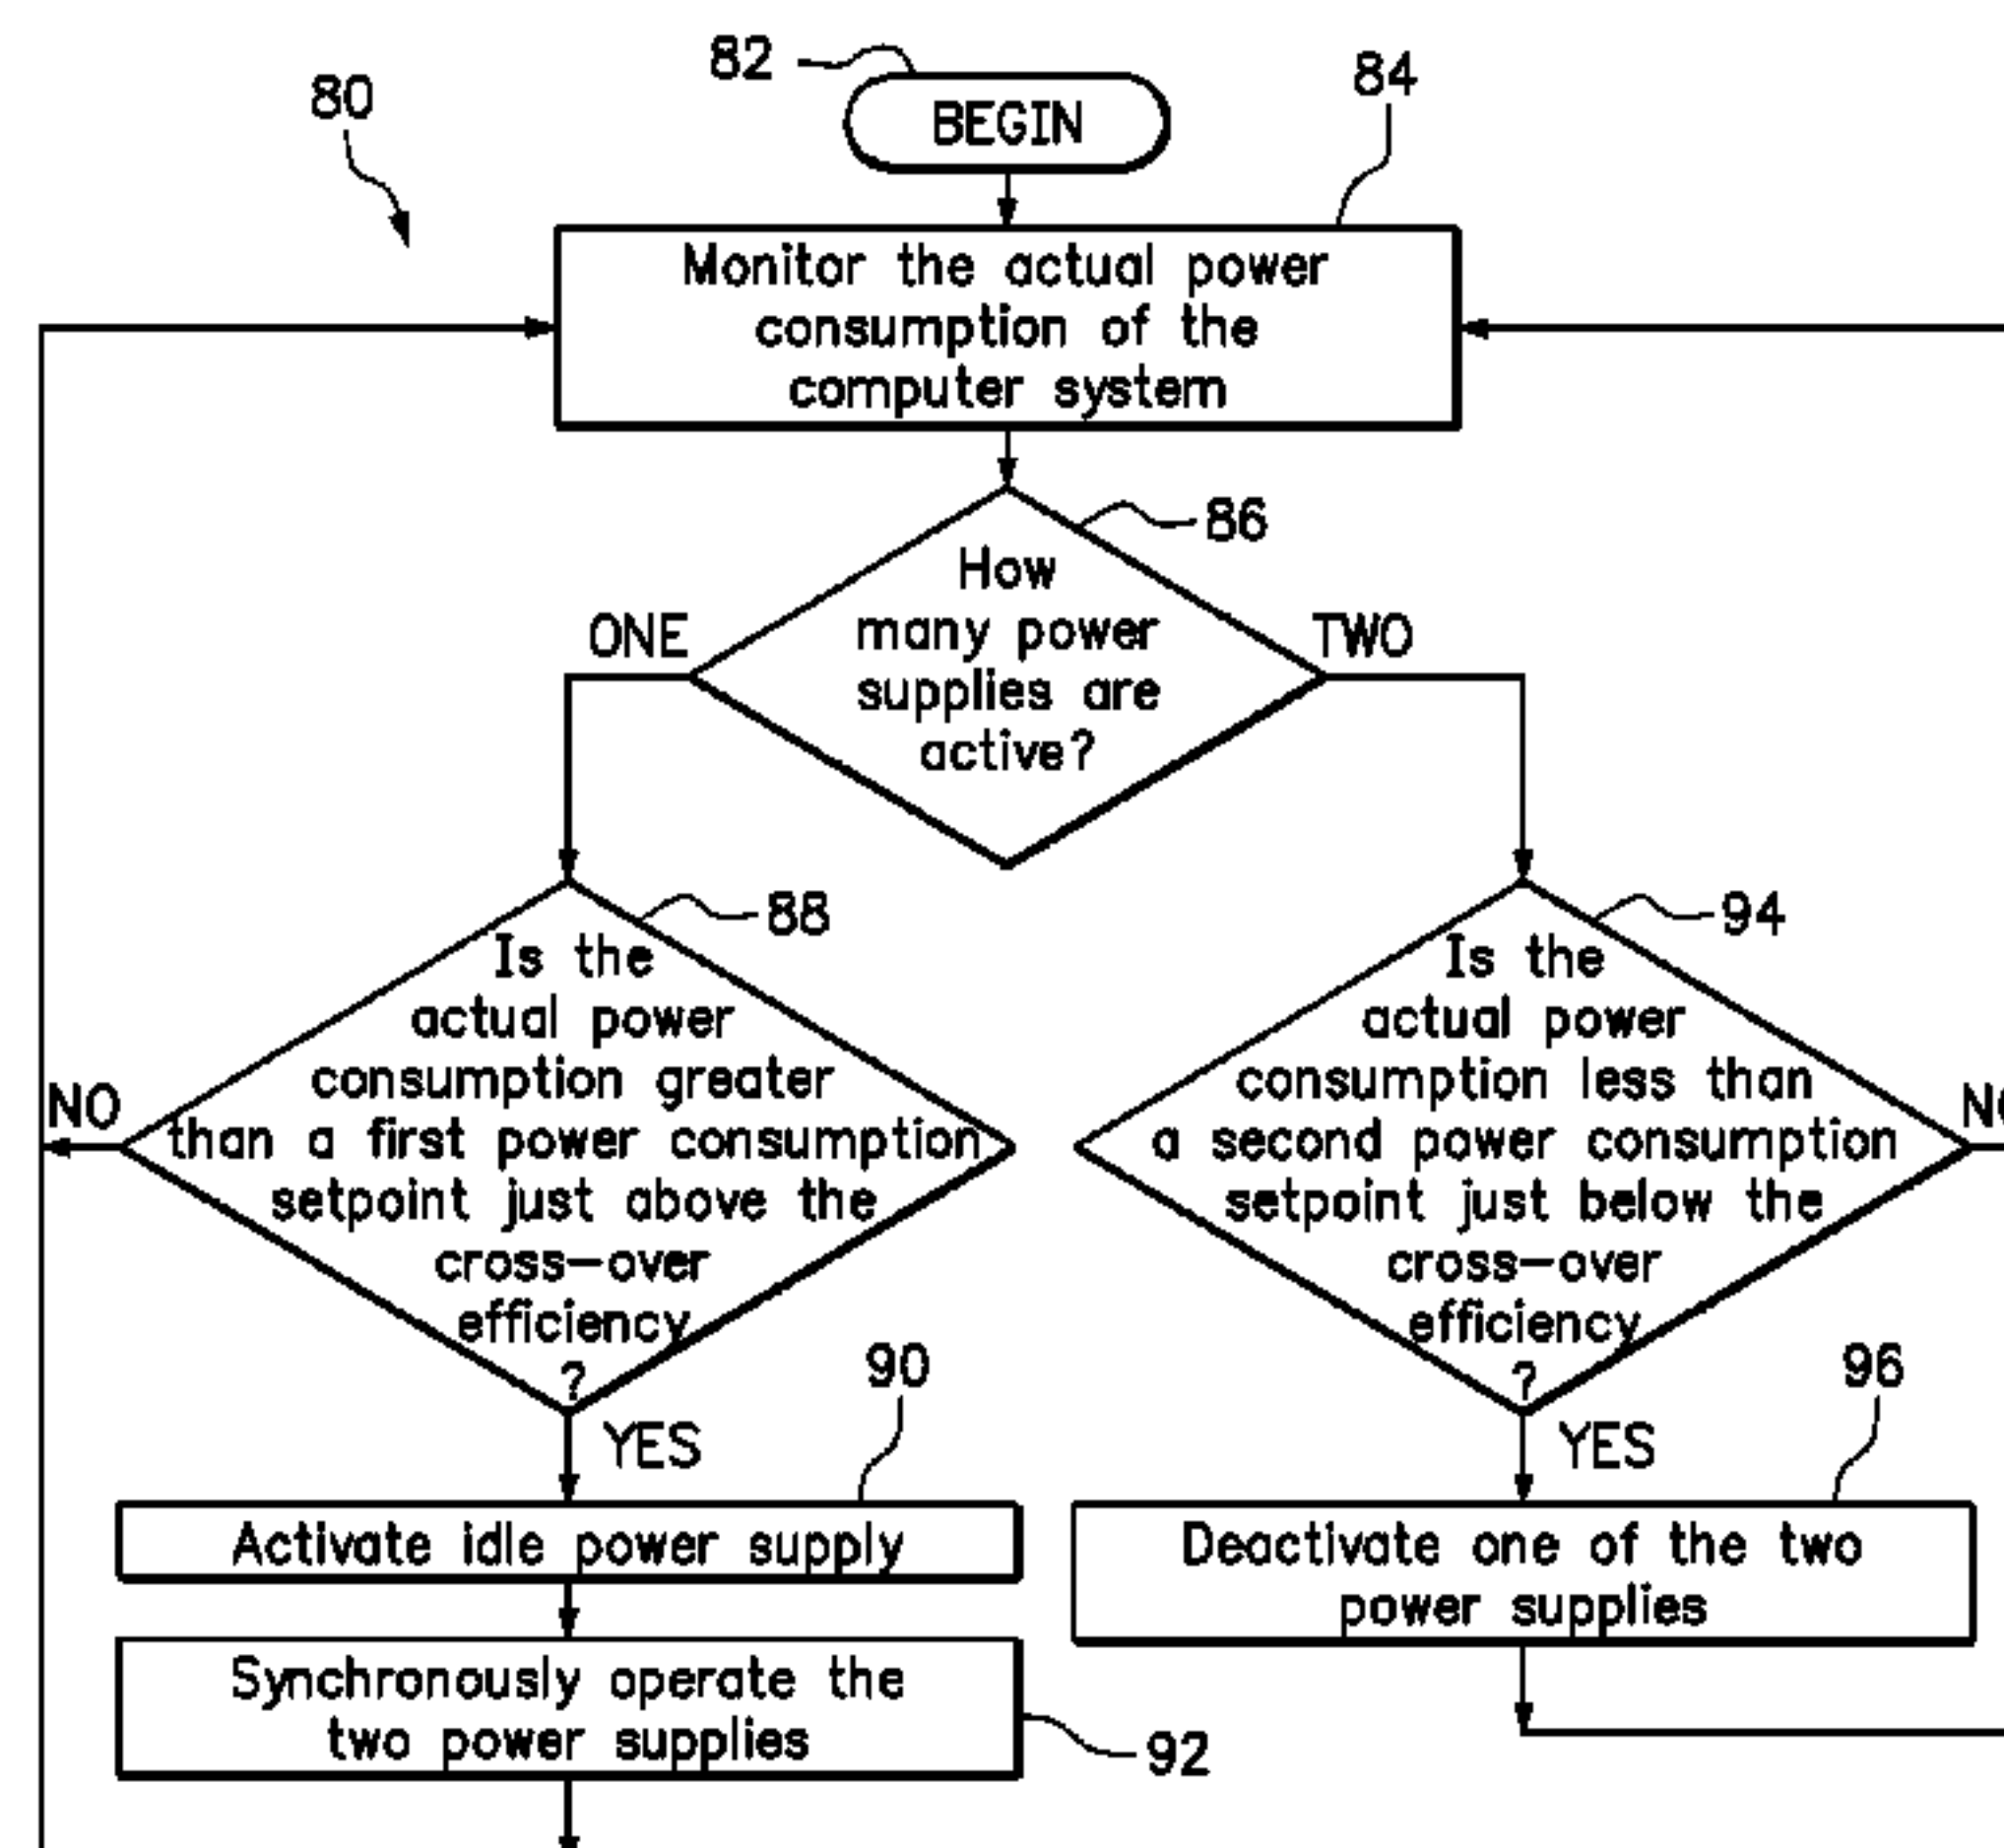 82
BEGIN
80
84
Monitor the actual power
consumption of the
computer system
86
How
many power
supplies are
active?
ONE
TWO
88
Is the
actual power
consumption greater
than a first power consumption
setpoint just above the
cross-over
efficiency
?
NO
YES
94
Is the
actual power
consumption less than
a second power consumption
setpoint just below the
cross-over
efficiency
?
YES
90
Activate idle power supply
96
Deactivate one of the two
power supplies
Synchronously operate the
two power supplies
92